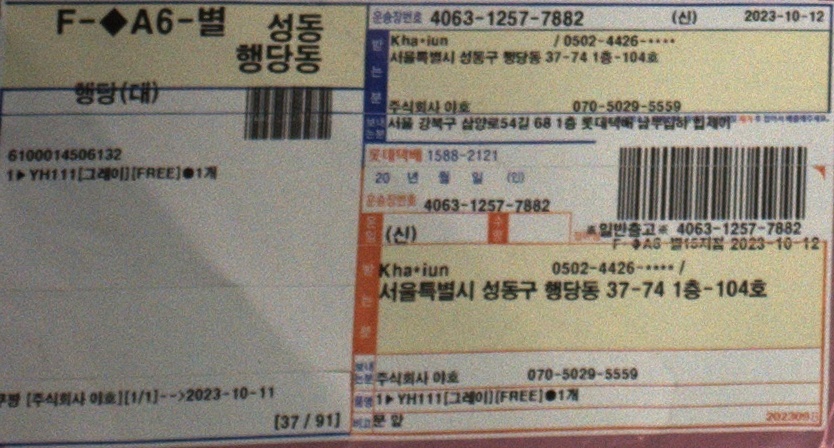 F-◆A6-별 성동
행당동
행당(대)
6100014506132
1▶YH111[그레이][FREE]●1개
쿠팡 [주식회사 야호][1/1]-->2023-10-11
[37 / 91]
운송장번호 4063-1257-7882 (신) 2023-10-12
받는분
Kha*iun / 0502-4426-****
서울특별시 성동구 행당동 37-74 1층-104호
주식회사 야호 070-5029-5559
보내는분
서울 강북구 삼양로54길 68 1층 롯데택배
롯데택배 1588-2121
20 년 월 일 (인)
운송장번호 4063-1257-7882
(신)
수량
※일반출고※ 4063-1257-7882
F-◆A6 별15지점 2023-10-12
받는분
Kha*iun 0502-4426-**** /
서울특별시 성동구 행당동 37-74 1층-104호
보내는분
주식회사 야호 070-5029-5559
품명 1▶YH111[그레이][FREE]●1개
비고 문 앞